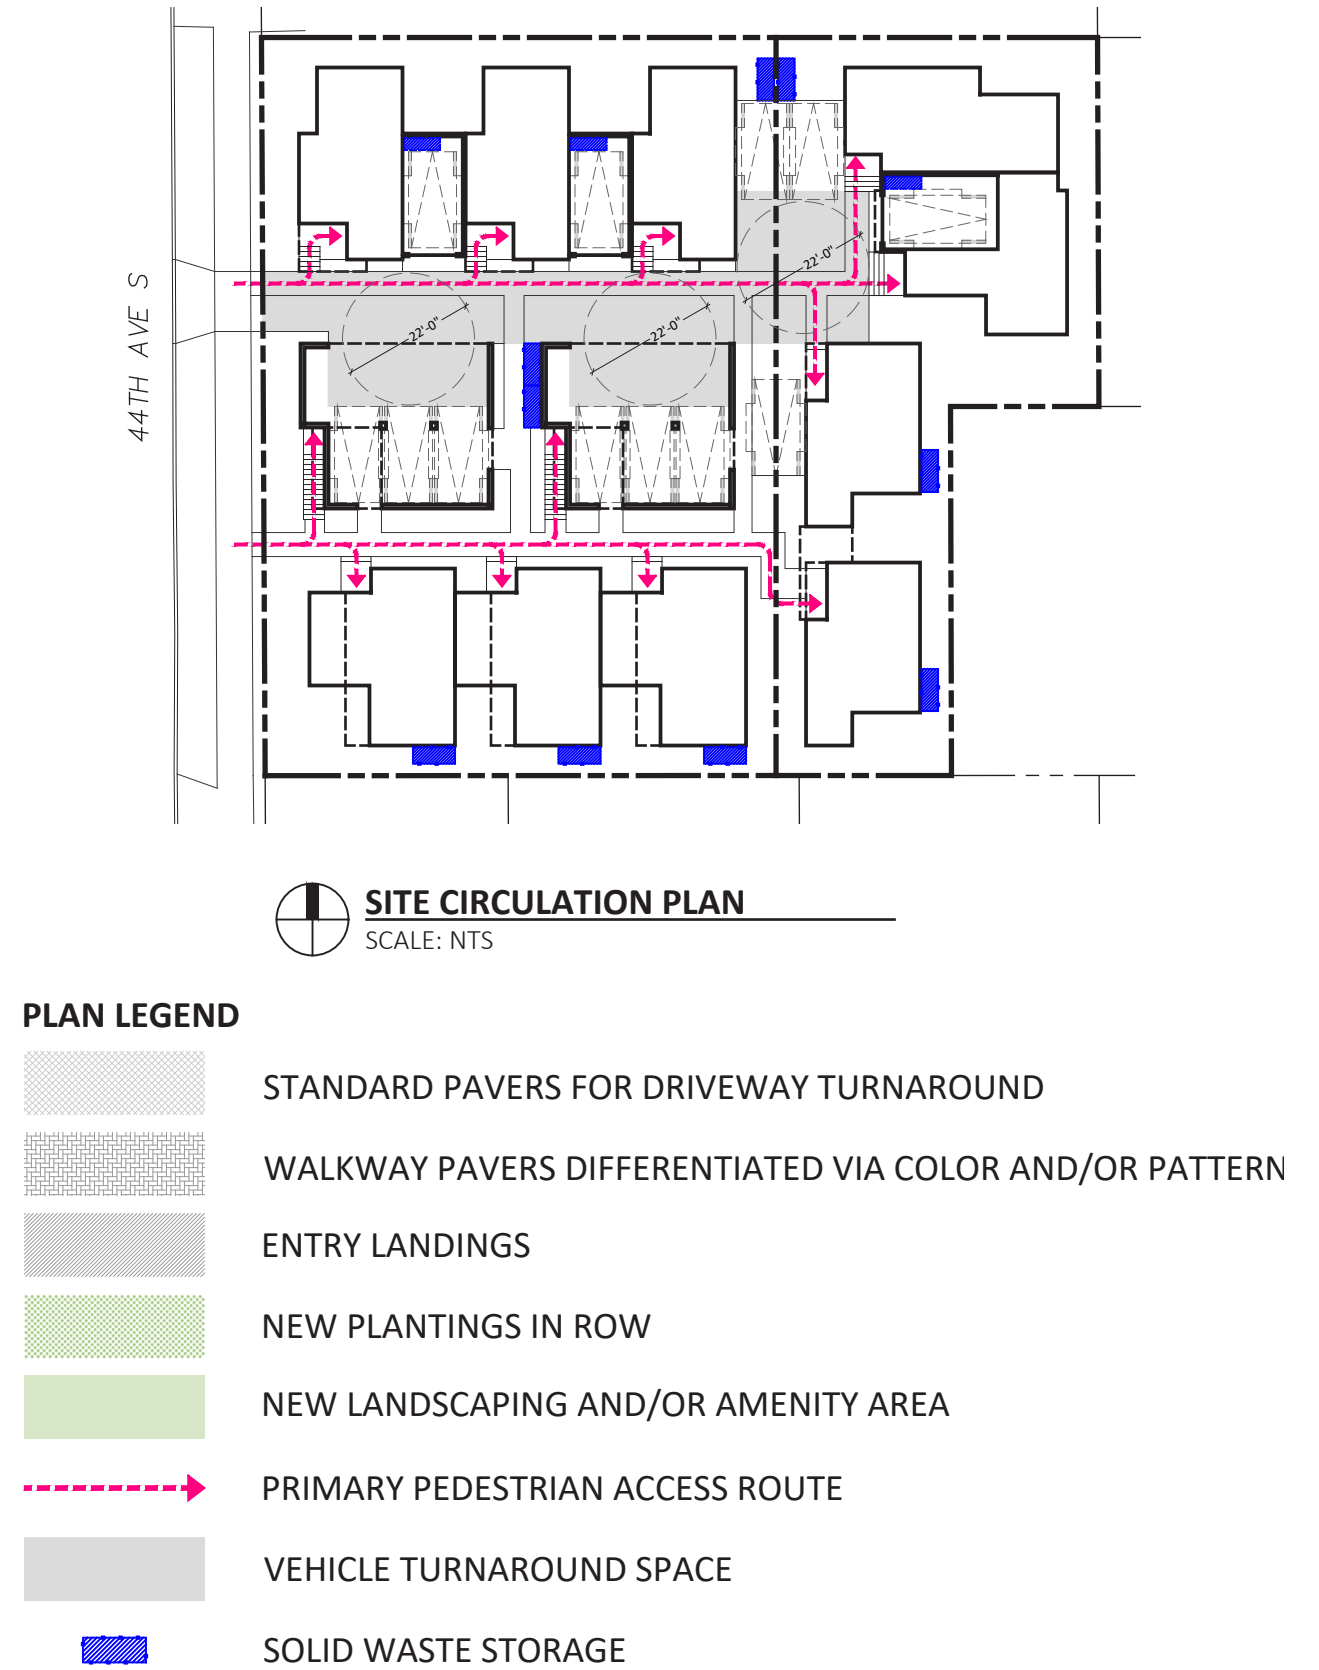 22'-0"
22'-0"
22'-0"
44TH AVE S
SITE CIRCULATION PLAN
SCALE: NTS
PLAN LEGEND
STANDARD PAVERS FOR DRIVEWAY TURNAROUND
WALKWAY PAVERS DIFFERENTIATED VIA COLOR AND/OR PATTERN
ENTRY LANDINGS
NEW PLANTINGS IN ROW
NEW LANDSCAPING AND/OR AMENITY AREA
PRIMARY PEDESTRIAN ACCESS ROUTE
VEHICLE TURNAROUND SPACE
SOLID WASTE STORAGE